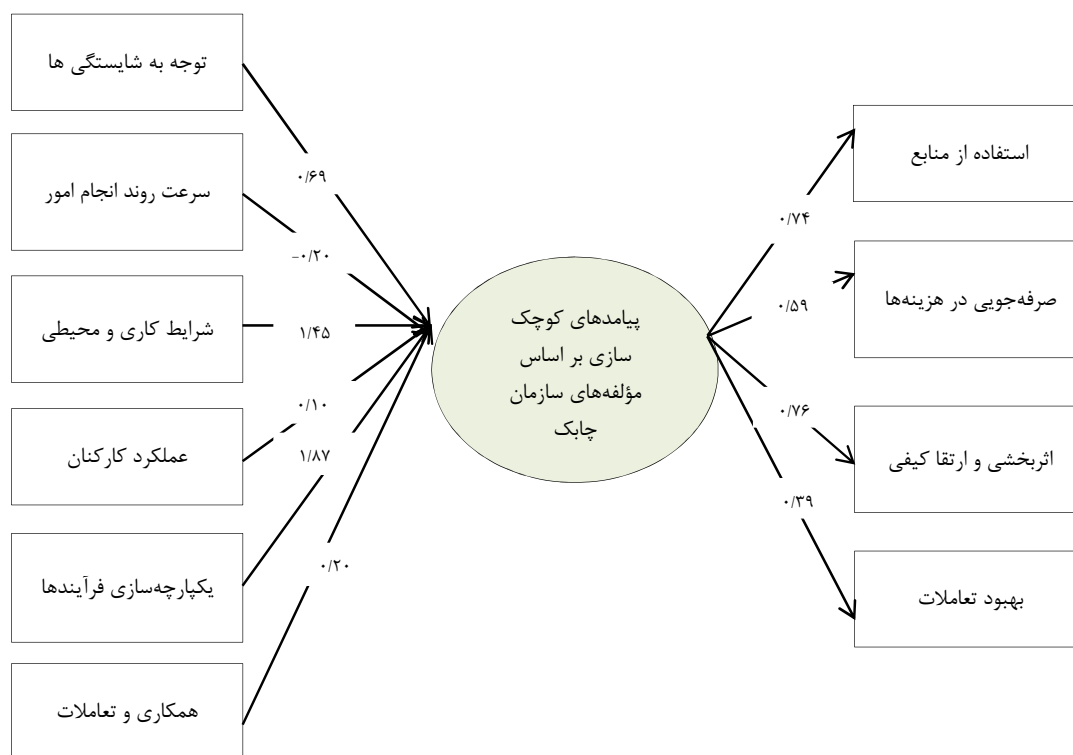 توجه به شایستگی ها
۰/۶۹
سرعت روند انجام امور
-۰/۲۰
شرایط کاری و محیطی
۱/۴۵
عملکرد کارکنان
۰/۱۰
یکپارچه‌سازی فرآیندها
۱/۸۷
همکاری و تعاملات
۰/۲۰
پیامدهای کوچک
سازی بر اساس
مؤلفه‌های سازمان
چابک
۰/۷۴
استفاده از منابع
۰/۵۹
صرفه‌جویی در هزینه‌ها
۰/۷۶
اثربخشی و ارتقا کیفی
۰/۳۹
بهبود تعاملات